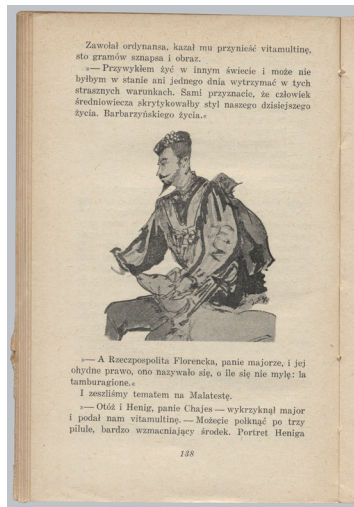 Zawołał ordynansa, kazał mu przynieść vitamultinę,
sto gramów sznapsa i obraz.
»— Przywykłem żyć w innym świecie i może nie
byłbym w stanie ani jednego dnia wytrzymać w tych
strasznych warunkach. Sami przyznacie, że człowiek
średniowiecza skrytykowałby styl naszego dzisiejszego
życia. Barbarzyńskiego życia.«
»— A Rzeczpospolita Florencka, panie majorze, i jej
ohydne prawo, ono nazywało się, o ile się nie mylę: la
tamburagione.«
I zeszliśmy tematem na Malatestę.
»— Otóż i Henig, panie Chajes — wykrzyknął major
i podał nam vitamultinę. — Możecie połknąć po trzy
pilule, bardzo wzmacniający środek. Portret Heniga
138